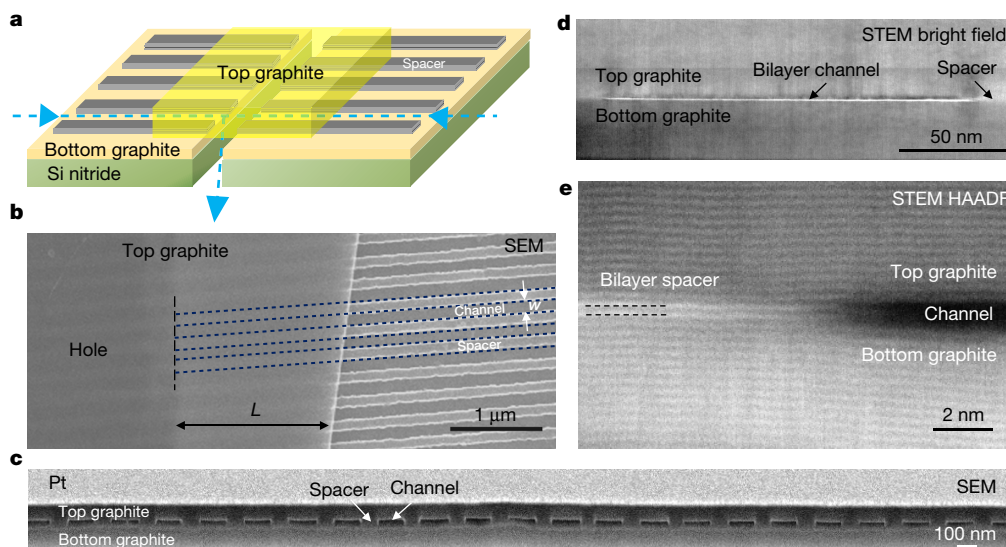 a
Top graphite
Spacer
Bottom graphite
Si nitride
b
Top graphite
SEM
Channel
w
Hole
Spacer
L
1 μm
c
Pt
SEM
Spacer
Channel
Top graphite
Bottom graphite
100 nm
d
STEM bright field
Top graphite
Bilayer channel
Spacer
Bottom graphite
50 nm
e
STEM HAADF
Bilayer spacer
Top graphite
Channel
Bottom graphite
2 nm